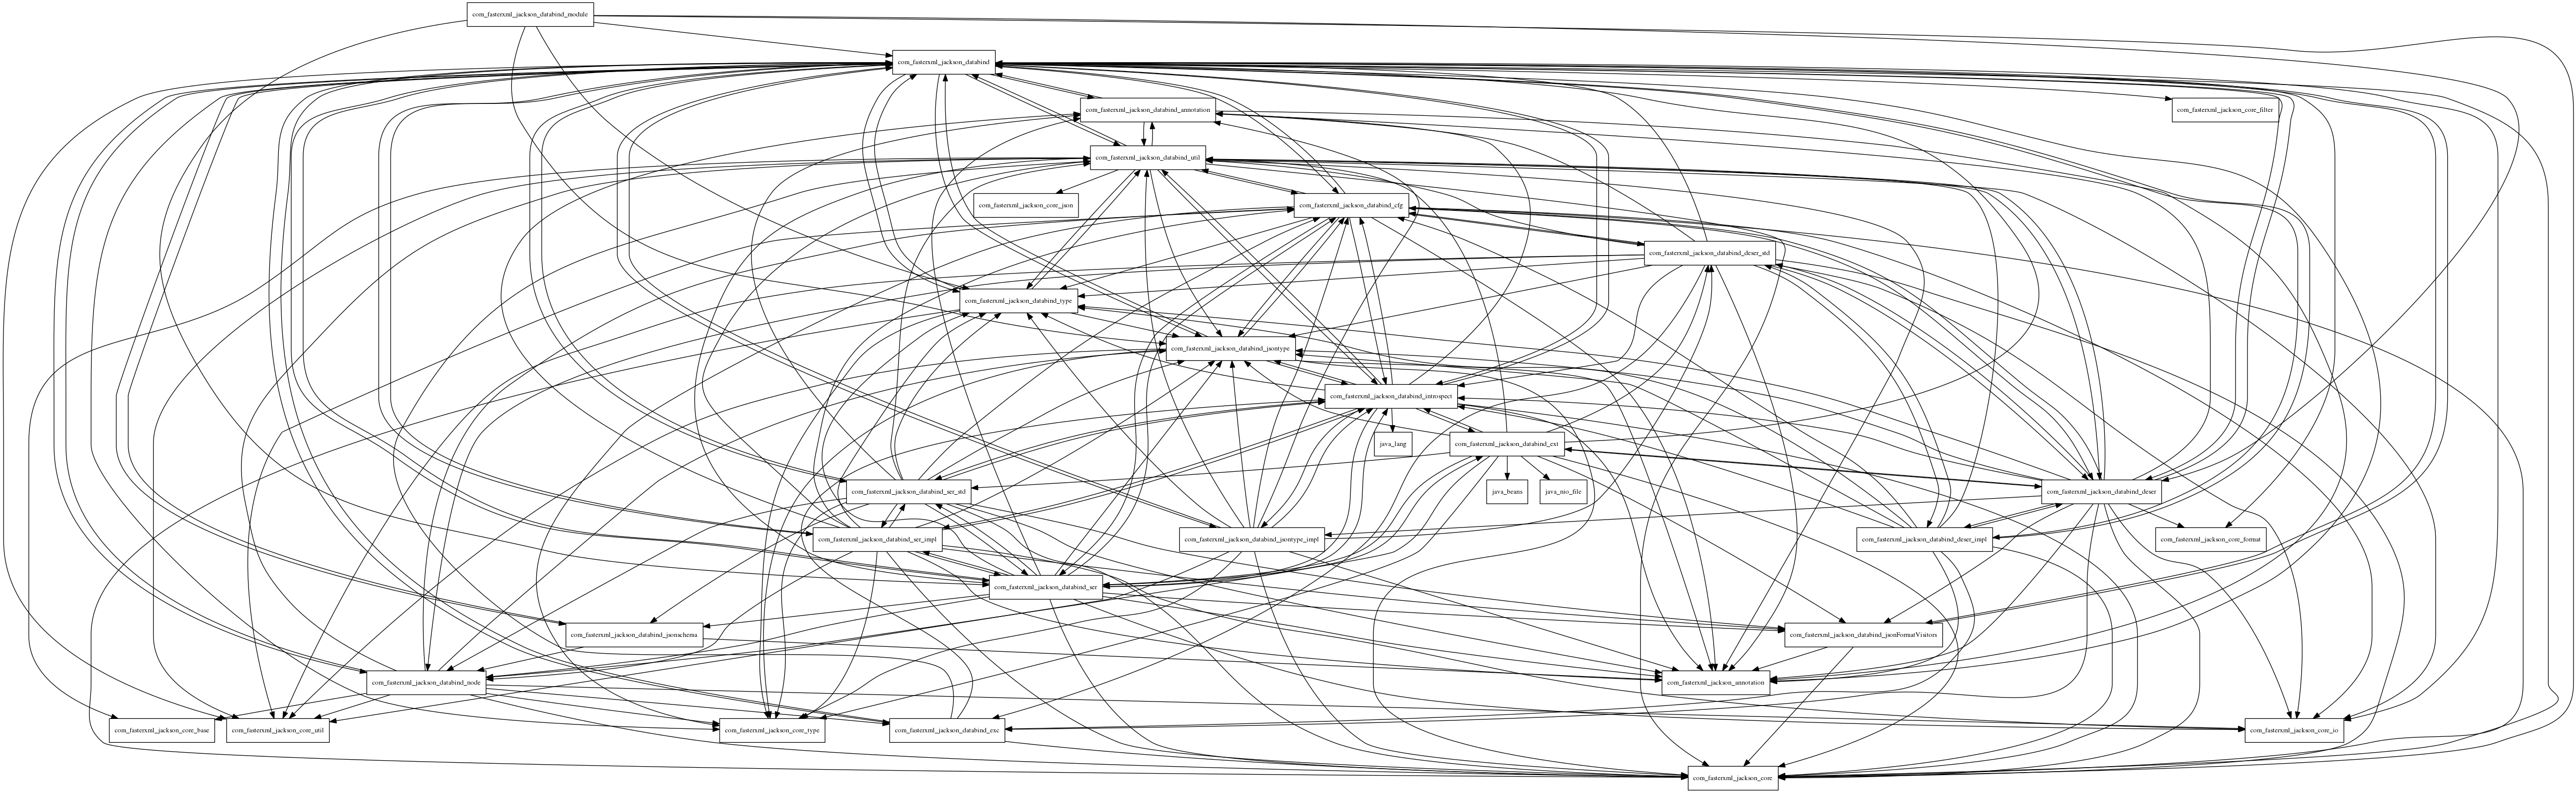 com_fasterxml_jackson_databind_module
com_fasterxml_jackson_databind
com_fasterxml_jackson_databind_annotation
com_fasterxml_jackson_core_filter
com_fasterxml_jackson_databind_util
com_fasterxml_jackson_core_json
com_fasterxml_jackson_databind_cfg
com_fasterxml_jackson_databind_deser_std
com_fasterxml_jackson_databind_type
com_fasterxml_jackson_databind_jsontype
com_fasterxml_jackson_databind_introspect
java_lang
com_fasterxml_jackson_databind_ext
com_fasterxml_jackson_databind_ser_std
java_beans
java_nio_file
com_fasterxml_jackson_databind_deser
com_fasterxml_jackson_databind_ser_impl
com_fasterxml_jackson_databind_jsontype_impl
com_fasterxml_jackson_databind_deser_impl
com_fasterxml_jackson_core_format
com_fasterxml_jackson_databind_ser
com_fasterxml_jackson_databind_jsonschema
com_fasterxml_jackson_databind_jsonFormatVisitors
com_fasterxml_jackson_databind_node
com_fasterxml_jackson_annotation
com_fasterxml_jackson_core_base
com_fasterxml_jackson_core_util
com_fasterxml_jackson_core_type
com_fasterxml_jackson_databind_exc
com_fasterxml_jackson_core_io
com_fasterxml_jackson_core